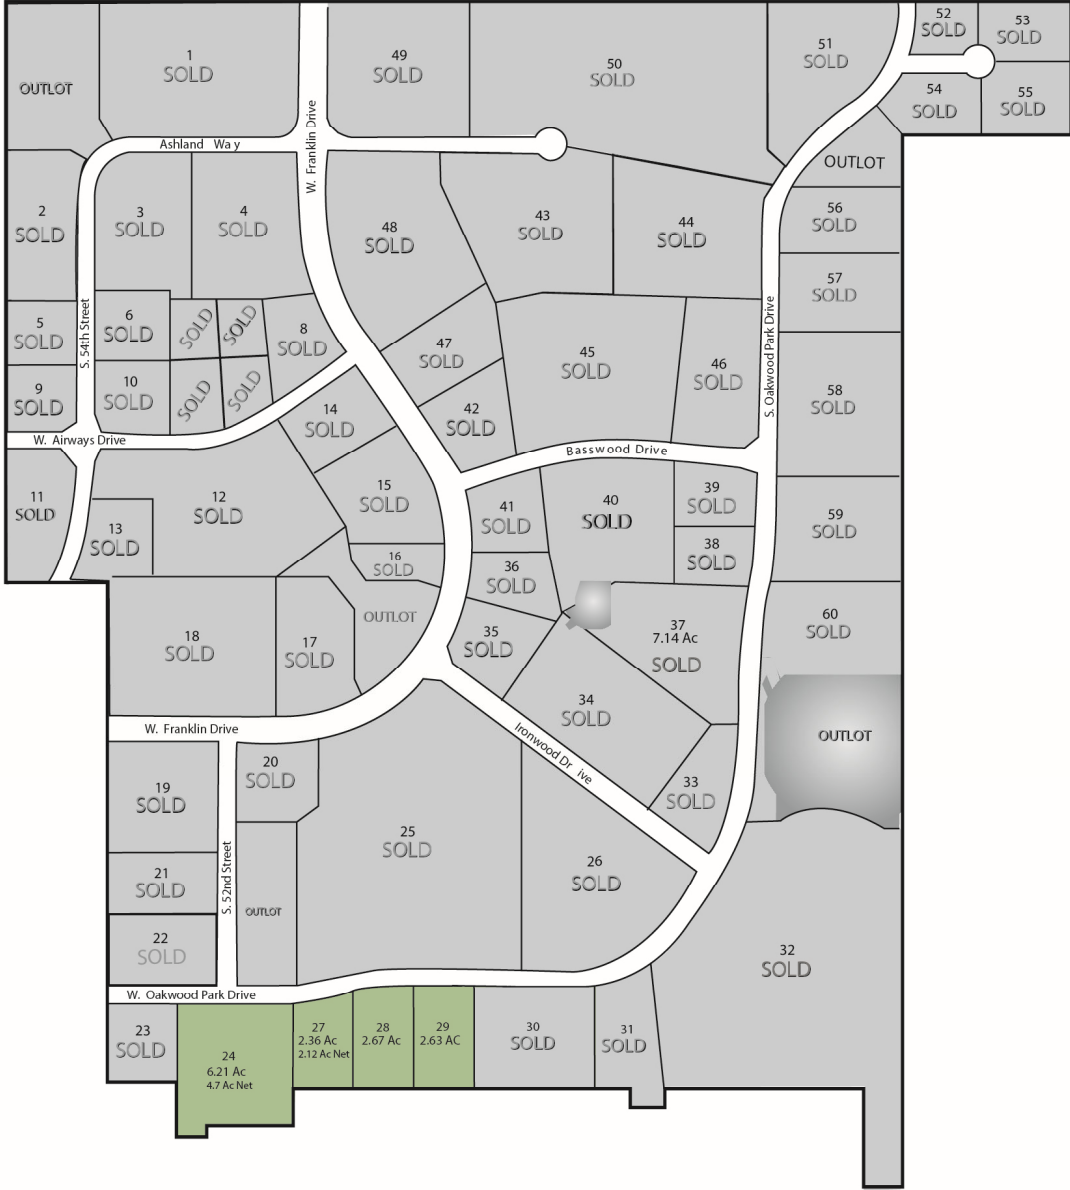 1
SOLD
OUTLOT
49
SOLD
50
SOLD
51
SOLD
52
SOLD
53
SOLD
54
SOLD
55
SOLD
W. Franklin Drive
Ashland Way
OUTLOT
2
SOLD
3
SOLD
4
SOLD
48
SOLD
43
SOLD
44
SOLD
56
SOLD
57
SOLD
S. 54th Street
S. Oakwood Park Drive
5
SOLD
6
SOLD
SOLD
SOLD
8
SOLD
47
SOLD
45
SOLD
46
SOLD
58
SOLD
9
SOLD
10
SOLD
SOLD
SOLD
14
SOLD
42
SOLD
W. Airways Drive
Basswood Drive
11
SOLD
12
SOLD
13
SOLD
15
SOLD
16
SOLD
41
SOLD
40
SOLD
39
SOLD
38
SOLD
59
SOLD
36
SOLD
OUTLOT
18
SOLD
17
SOLD
35
SOLD
37
7.14 Ac
SOLD
60
SOLD
34
SOLD
W. Franklin Drive
Ironwood Dr ive
OUTLOT
20
SOLD
19
SOLD
33
SOLD
25
SOLD
26
SOLD
21
SOLD
S. 52nd Street
OUTLOT
22
SOLD
32
SOLD
W. Oakwood Park Drive
23
SOLD
24
6.21 Ac
4.7 Ac Net
27
2.36 Ac
2.12 Ac Net
28
2.67 Ac
29
2.63 AC
30
SOLD
31
SOLD